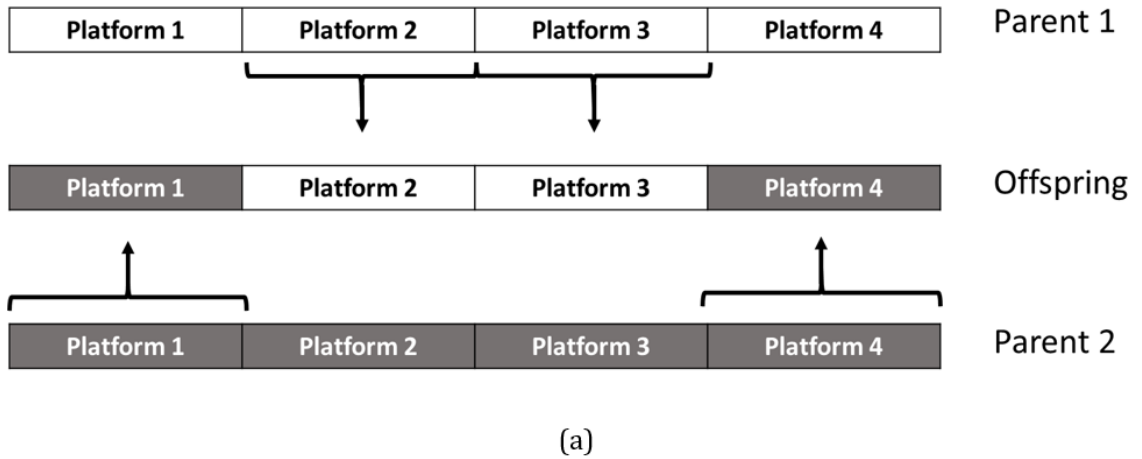 Platform 1 Platform 2 Platform 3 Platform 4 Parent 1
Platform 1 Platform 2 Platform 3 Platform 4 Offspring
Platform 1 Platform 2 Platform 3 Platform 4 Parent 2
(a)